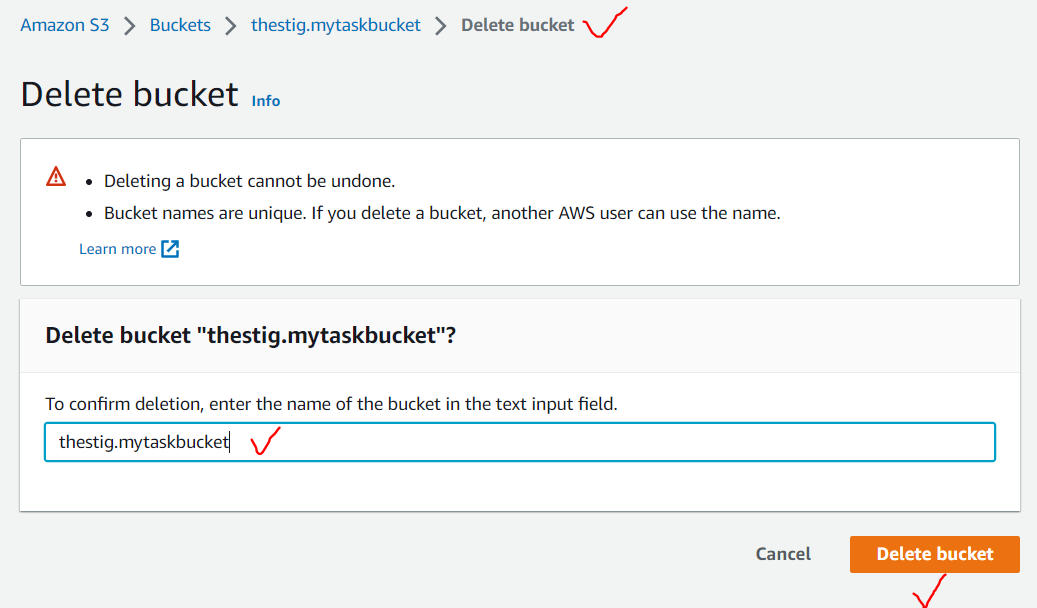 Amazon S3 > Buckets > thestig.mytaskbucket > Delete bucket
Delete bucket Info
Deleting a bucket cannot be undone.
Bucket names are unique. If you delete a bucket, another AWS user can use the name.
Learn more
Delete bucket "thestig.mytaskbucket"?
To confirm deletion, enter the name of the bucket in the text input field.
thestig.mytaskbucket
Cancel Delete bucket